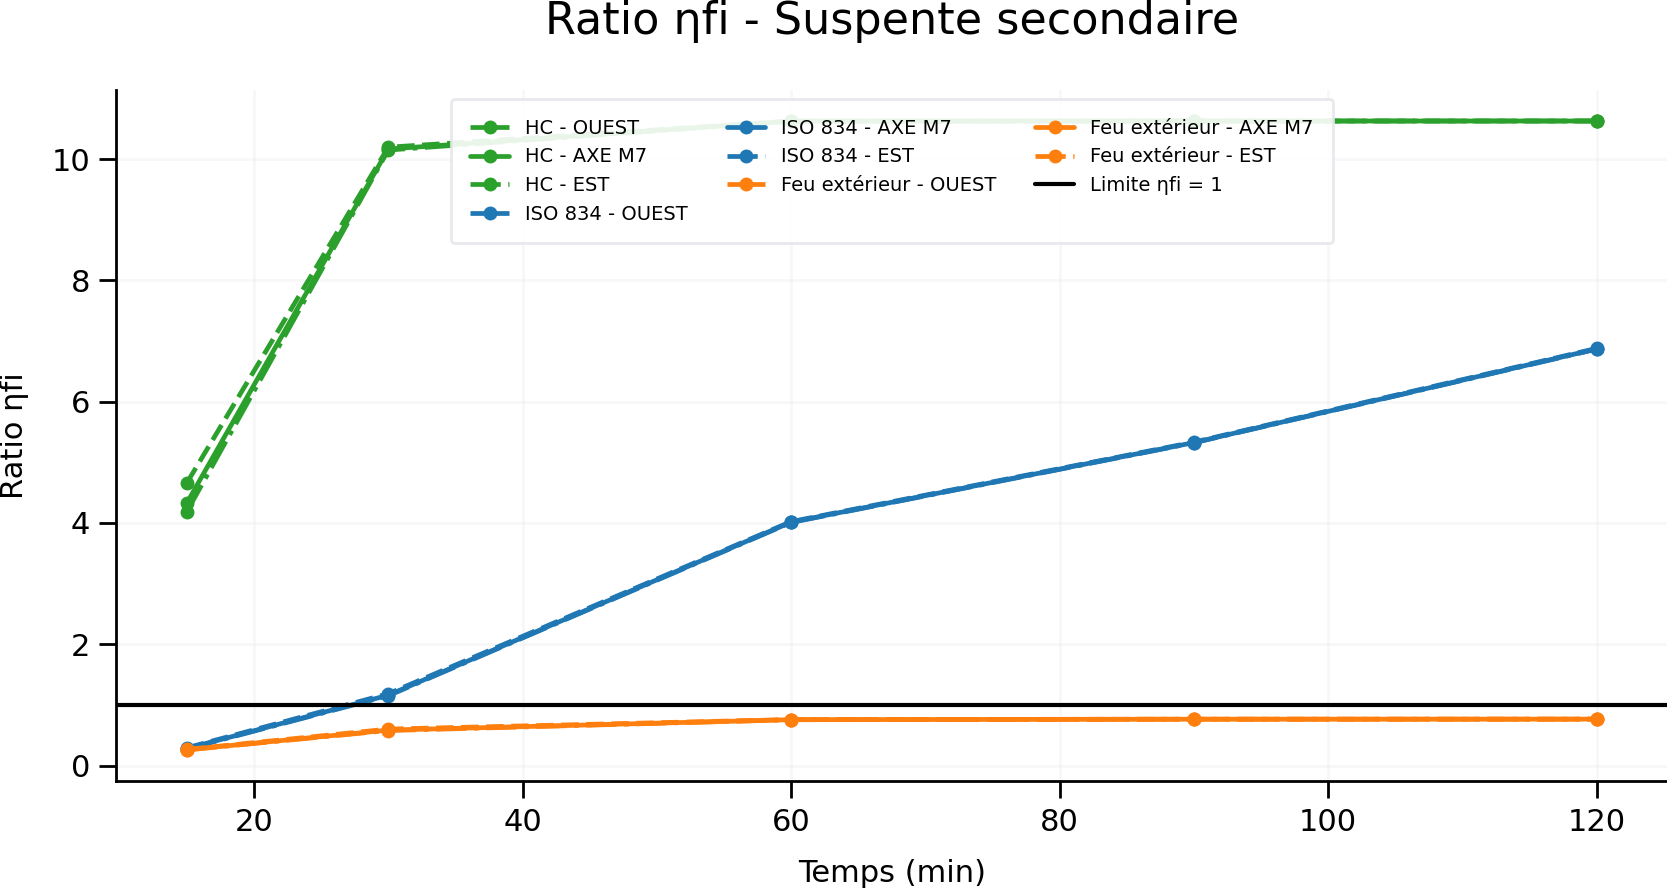 Ratio ηfi - Suspente secondaire
HC - OUEST
HC - AXE M7
HC - EST
ISO 834 - OUEST
ISO 834 - AXE M7
ISO 834 - EST
Feu extérieur - OUEST
Feu extérieur - AXE M7
Feu extérieur - EST
Limite ηfi = 1
Ratio ηfi
10
8
6
4
2
0
20
40
60
80
100
120
Temps (min)